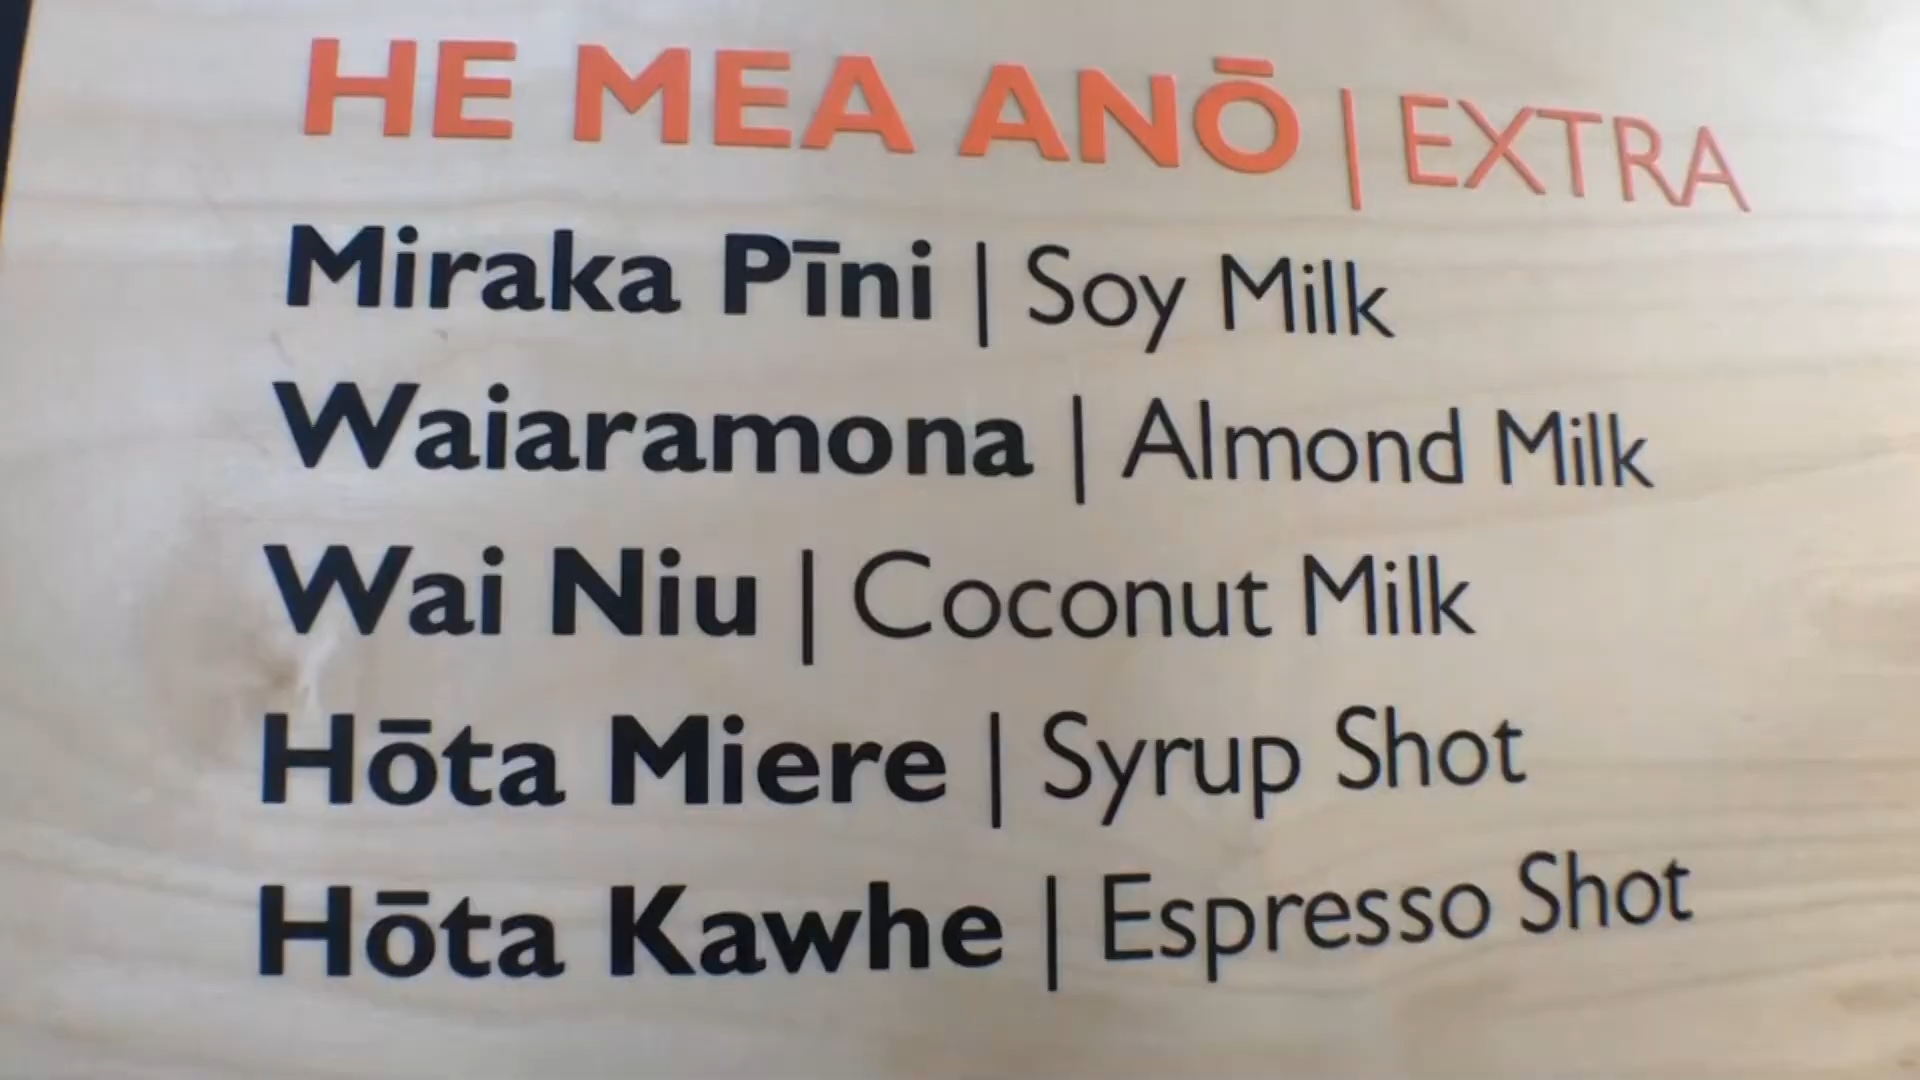 HE MEA ANŌ | EXTRA
Miraka Pīni | Soy Milk
Waiaramona | Almond Milk
Wai Niu | Coconut Milk
Hōta Miere | Syrup Shot
Hōta Kawhe | Espresso Shot